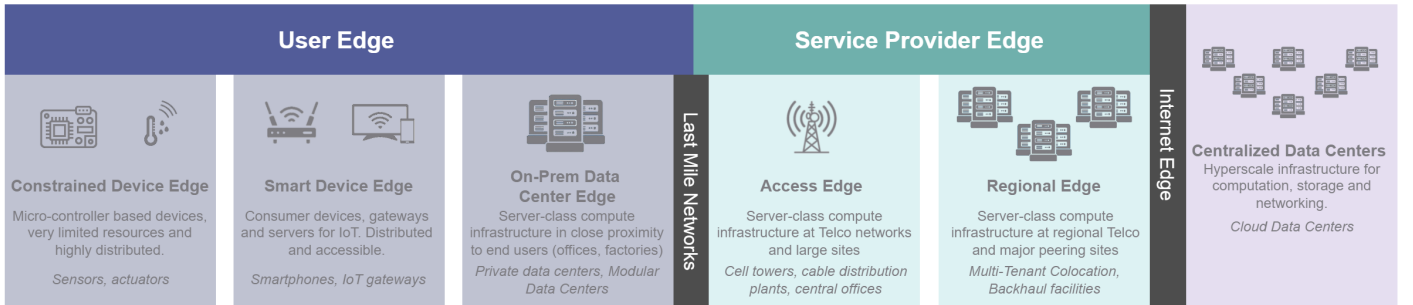 User Edge
Service Provider Edge
Constrained Device Edge
Micro-controller based devices,
very limited resources and
highly distributed.
Sensors, actuators
Smart Device Edge
Consumer devices, gateways
and servers for IoT. Distributed
and accessible.
Smartphones, IoT gateways
On-Prem Data
Center Edge
Server-class compute
infrastructure in close proximity
to end users (offices, factories)
Private data centers, Modular
Data Centers
Last Mile Networks
Access Edge
Server-class compute
infrastructure at Telco networks
and large sites
Cell towers, cable distribution
plants, central offices
Regional Edge
Server-class compute
infrastructure at regional Telco
and major peering sites
Multi-Tenant Colocation,
Backhaul facilities
Internet Edge
Centralized Data Centers
Hyperscale infrastructure for
computation, storage and
networking.
Cloud Data Centers